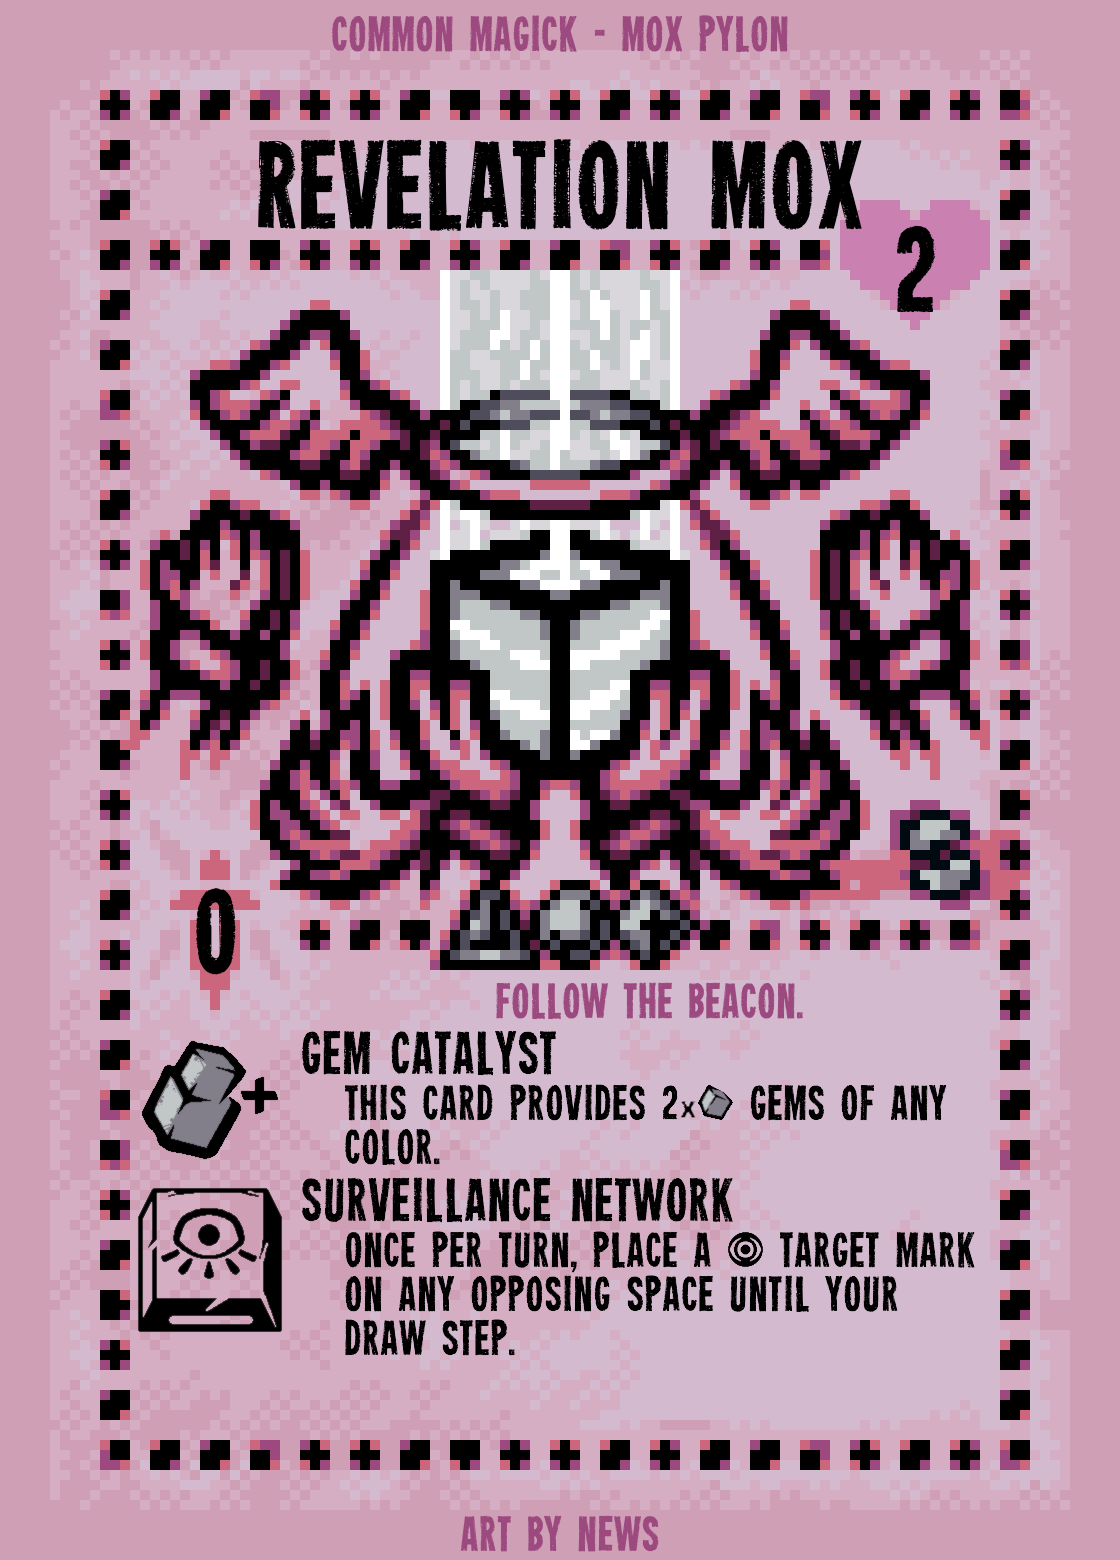 COMMON MAGICK - MOX PYLON
REVELATION MOX
2
0
FOLLOW THE BEACON.
GEM CATALYST
THIS CARD PROVIDES 2x GEMS OF ANY
COLOR.
SURVEILLANCE NETWORK
ONCE PER TURN, PLACE A TARGET MARK
ON ANY OPPOSING SPACE UNTIL YOUR
DRAW STEP.
ART BY NEWS